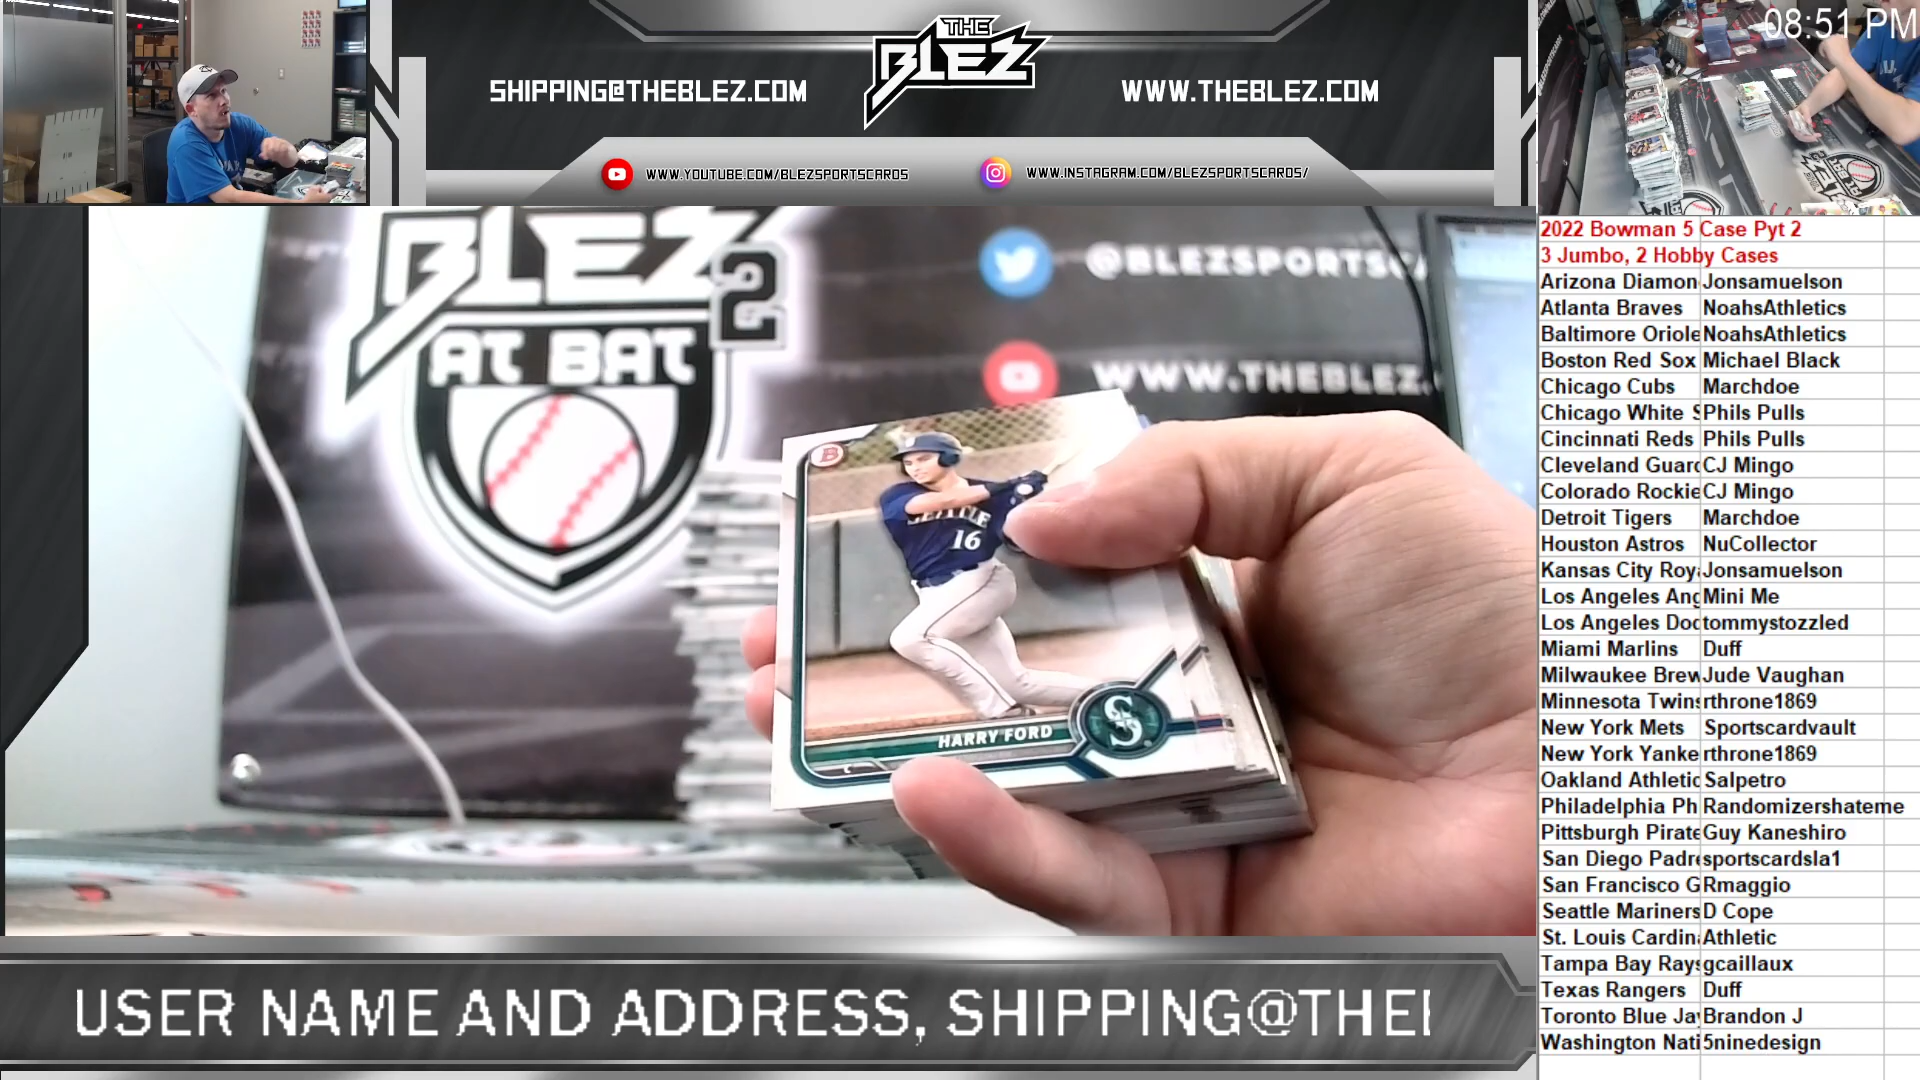 08:51 PM
THE
BLEZ
SHIPPING@THEBLEZ.COM
WWW.THEBLEZ.COM
WWW.YOUTUBE.COM/BLEZSPORTSCARDS
WWW.INSTAGRAM.COM/BLEZSPORTSCARDS/
BLEZ 2
AT BAT
@BLEZSPORTSC
WWW.THEBLEZ.
B
SEATTLE
16
HARRY FORD
C
S
2022 Bowman 5 Case Pyt 2
3 Jumbo, 2 Hobby Cases
Arizona Diamon Jonsamuelson
Atlanta Braves NoahsAthletics
Baltimore Oriole NoahsAthletics
Boston Red Sox Michael Black
Chicago Cubs Marchdoe
Chicago White S Phils Pulls
Cincinnati Reds Phils Pulls
Cleveland Guard CJ Mingo
Colorado Rockie CJ Mingo
Detroit Tigers Marchdoe
Houston Astros NuCollector
Kansas City Roya Jonsamuelson
Los Angeles Ang Mini Me
Los Angeles Dod tommystozzled
Miami Marlins Duff
Milwaukee Brew Jude Vaughan
Minnesota Twins rthrone1869
New York Mets Sportscardvault
New York Yanke rthrone1869
Oakland Athletic Salpetro
Philadelphia Ph Randomizershateme
Pittsburgh Pirate Guy Kaneshiro
San Diego Padre sportscardsla1
San Francisco G Rmaggio
Seattle Mariners D Cope
St. Louis Cardina Athletic
Tampa Bay Rays gcaillaux
Texas Rangers Duff
Toronto Blue Jay Brandon J
Washington Nati 5ninedesign
USER NAME AND ADDRESS, SHIPPING@THE